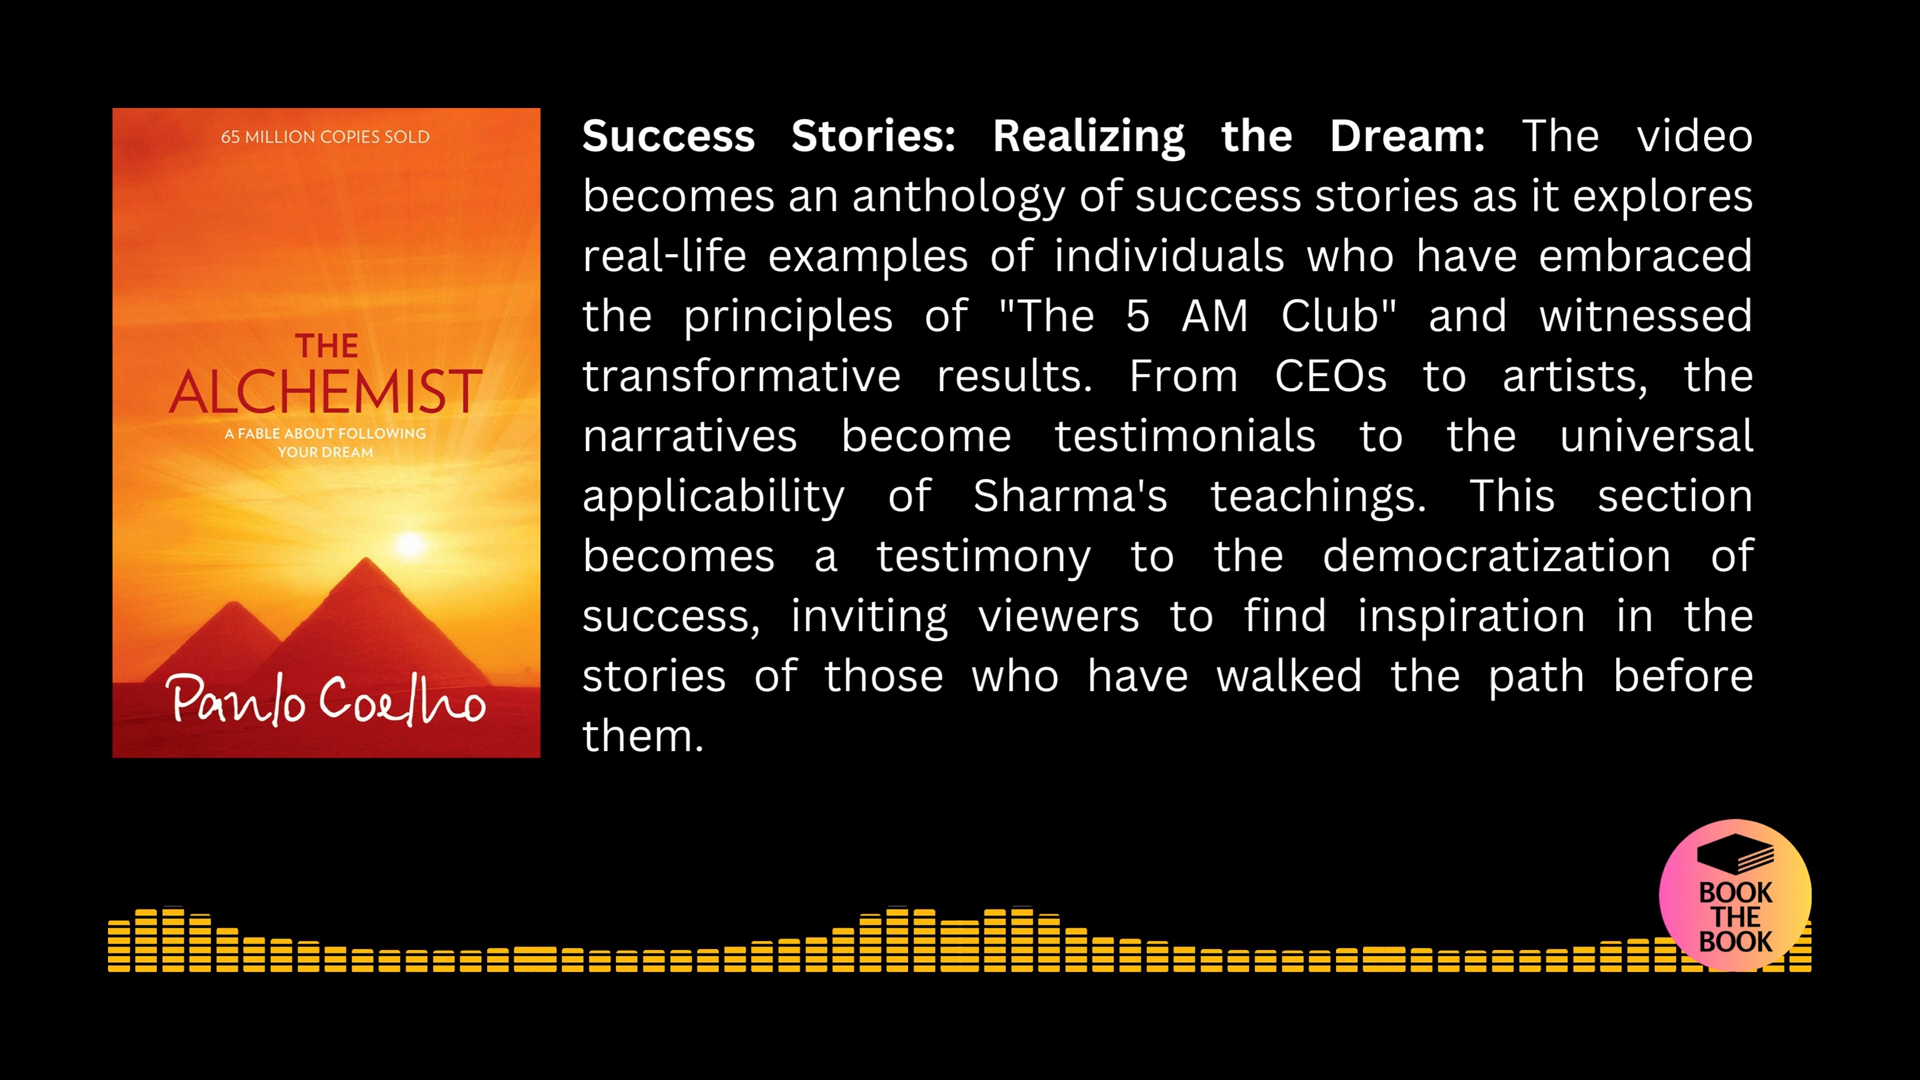 65 MILLION COPIES SOLD
THE
ALCHEMIST
A FABLE ABOUT FOLLOWING
YOUR DREAM
Paulo Coelho
Success Stories: Realizing the Dream: The video
becomes an anthology of success stories as it explores
real-life examples of individuals who have embraced
the principles of "The 5 AM Club" and witnessed
transformative results. From CEOs to artists, the
narratives become testimonials to the universal
applicability of Sharma's teachings. This section
becomes a testimony to the democratization of
success, inviting viewers to find inspiration in the
stories of those who have walked the path before
them.
BOOK
THE
BOOK